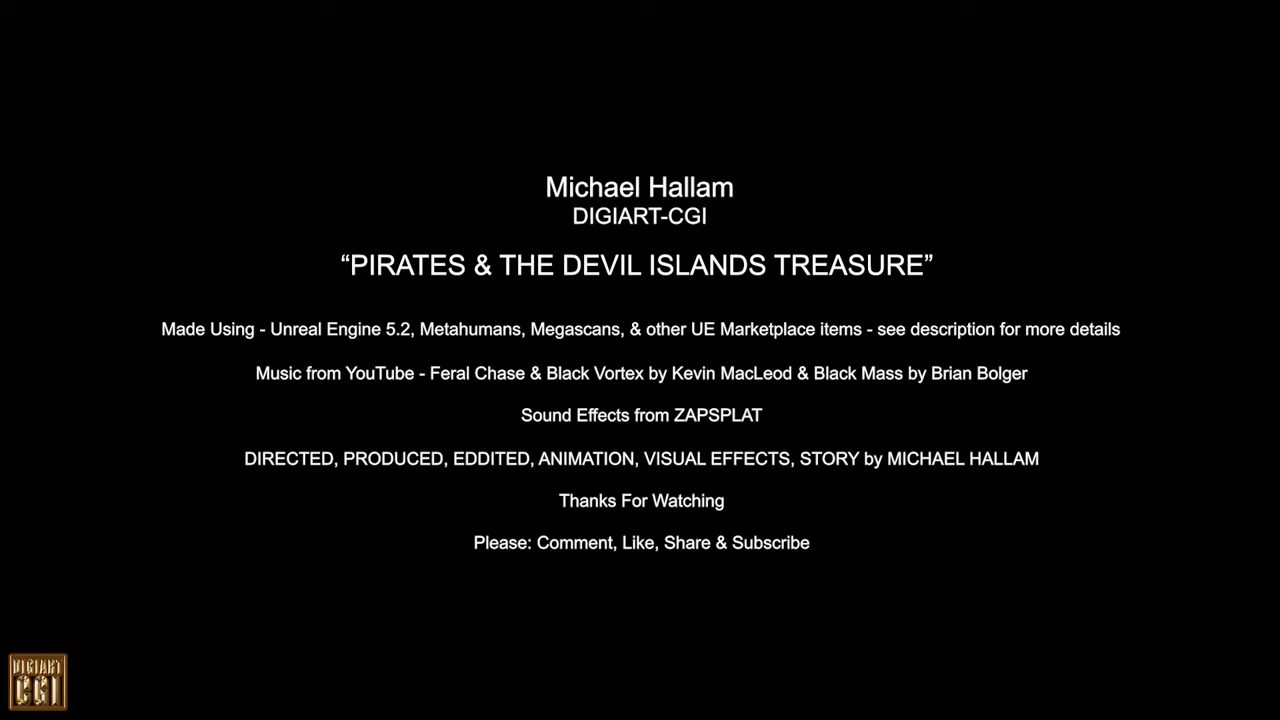 Michael Hallam
DIGIART-CGI
“PIRATES & THE DEVIL ISLANDS TREASURE”
Made Using - Unreal Engine 5.2, Metahumans, Megascans, & other UE Marketplace items - see description for more details
Music from YouTube - Feral Chase & Black Vortex by Kevin MacLeod & Black Mass by Brian Bolger
Sound Effects from ZAPSPLAT
DIRECTED, PRODUCED, EDDITED, ANIMATION, VISUAL EFFECTS, STORY by MICHAEL HALLAM
Thanks For Watching
Please: Comment, Like, Share & Subscribe
DIGIART
CGI